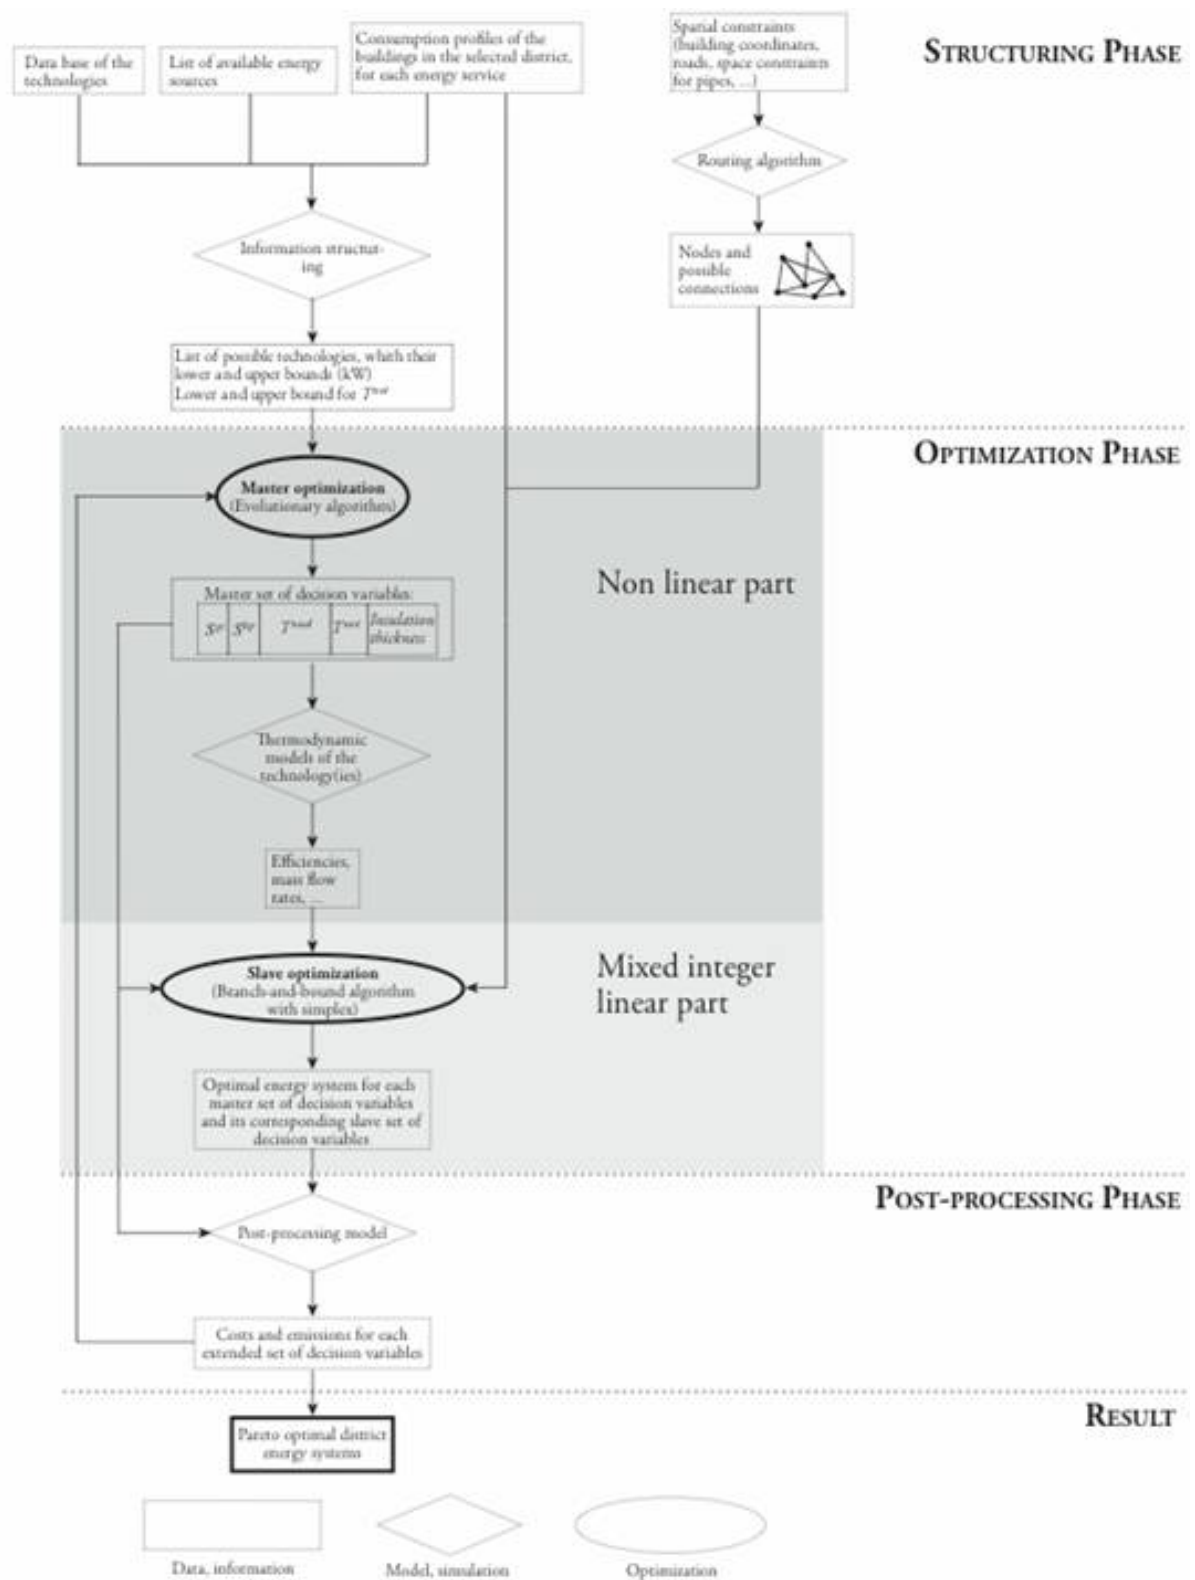 STRUCTURING PHASE
Data base of the
technologies
List of available energy
sources
Consumption profiles of the
buildings in the selected district,
for each energy service
Spatial constraints
(building coordinates,
roads, space constraints
for pipes, ...)
Routing algorithm
Information structur-
ing
Nodes and
possible
connections
List of possible technologies, whith their
lower and upper bounds (kW)
Lower and upper bound for
OPTIMIZATION PHASE
Master optimization
(Evolutionary algorithm)
Non linear part
Master set of decision variables:
Insulation
thickness
Thermodynamic
models of the
technology(ies)
Efficiencies,
mass flow
rates, ...
Mixed integer
linear part
Slave optimization
(Branch-and-bound algorithm
with simplex)
Optimal energy system for each
master set of decision variables
and its corresponding slave set of
decision variables
POST-PROCESSING PHASE
Post-processing model
Costs and emissions for each
extended set of decision variables
RESULT
Pareto optimal district
energy systems
Data, information
Model, simulation
Optimization